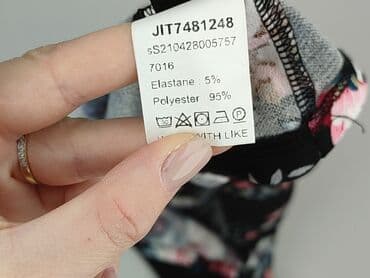 JIT7481248
sS210428005757
7016
Elastane : 5%
Polyester : 95%
WITH LIKE